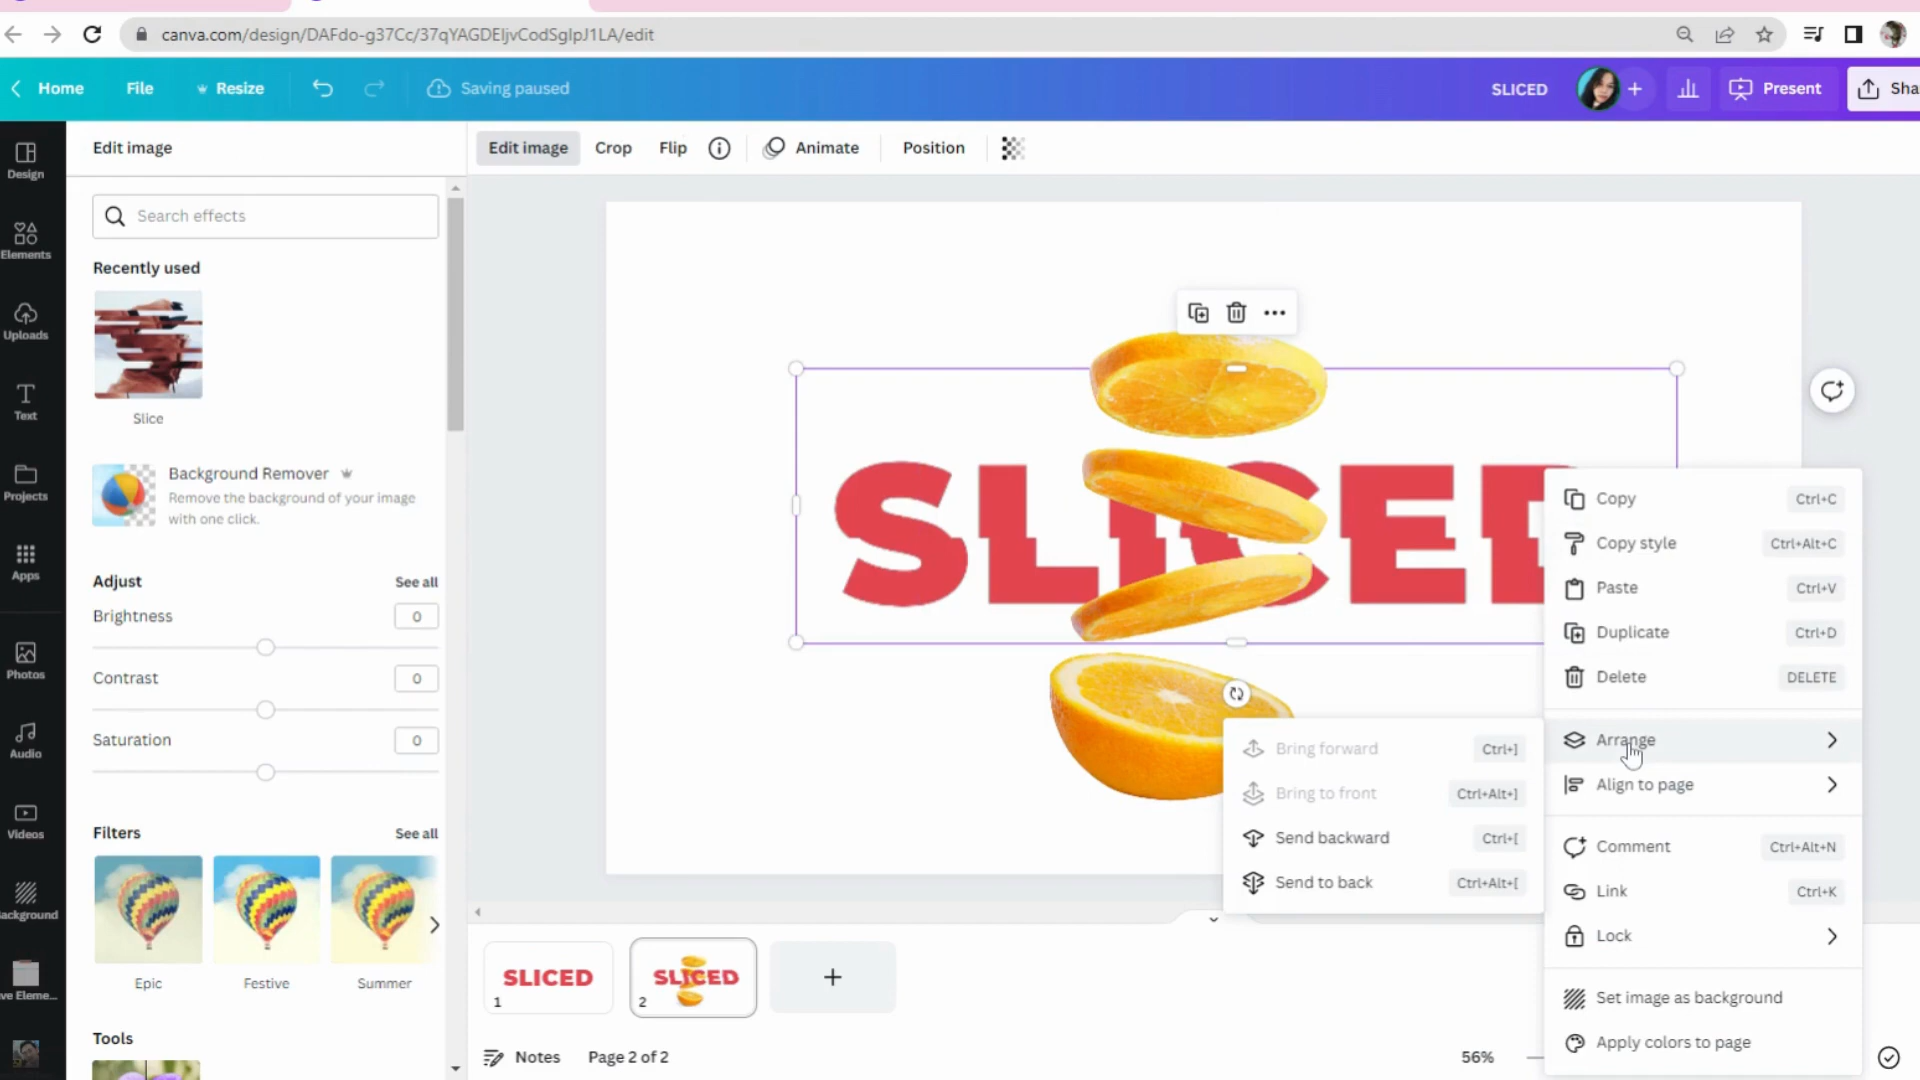 canva.com/design/DAFdo-g37Cc/37qYAGDEIjvCodSgIpJ1LA/edit
Home
File
Resize
Saving paused
SLICED
Present
Sha
Design
Elements
Uploads
Text
Projects
Apps
Photos
Audio
Videos
ackground
ve Eleme...
Edit image
Search effects
Recently used
Slice
Background Remover
Remove the background of your image
with one click.
Adjust
See all
Brightness
0
Contrast
0
Saturation
0
Filters
See all
Epic
Festive
Summer
Tools
Edit image
Crop
Flip
Animate
Position
SLICED
Copy
Ctrl+C
Copy style
Ctrl+Alt+C
Paste
Ctrl+V
Duplicate
Ctrl+D
Delete
DELETE
Arrange
Align to page
Comment
Ctrl+Alt+N
Link
Ctrl+K
Lock
Set image as background
Apply colors to page
Bring forward
Ctrl+]
Bring to front
Ctrl+Alt+]
Send backward
Ctrl+[
Send to back
Ctrl+Alt+[
SLICED
1
SLICED
2
Notes
Page 2 of 2
56%